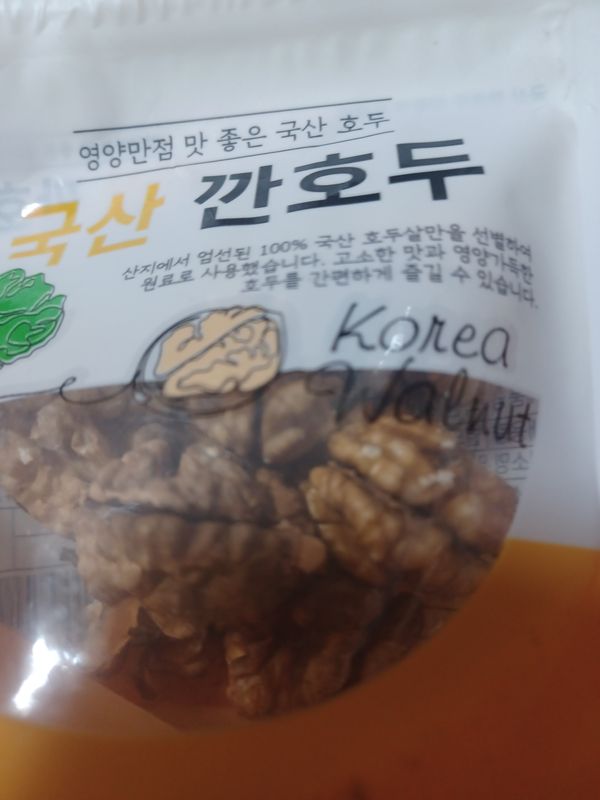 영양만점 맛 좋은 국산 호두
국산 깐호두
산지에서 엄선된 100% 국산 호두살만을 선별하여
원료로 사용했습니다. 고소한 맛과 영양가득한
호두를 간편하게 즐길 수 있습니다.
Korea
Walnut